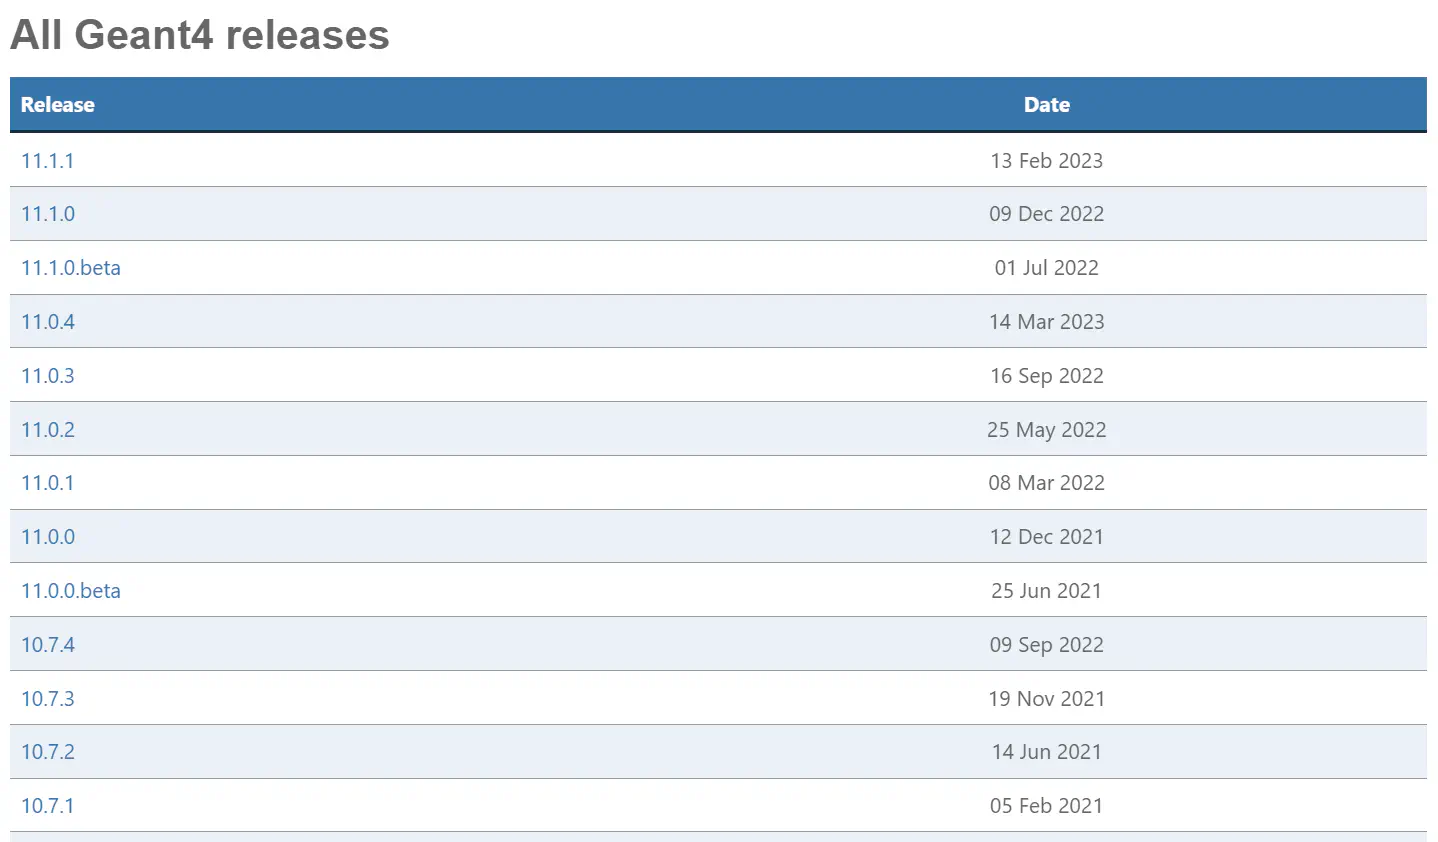 All Geant4 releases
Release Date
11.1.1 13 Feb 2023
11.1.0 09 Dec 2022
11.1.0.beta 01 Jul 2022
11.0.4 14 Mar 2023
11.0.3 16 Sep 2022
11.0.2 25 May 2022
11.0.1 08 Mar 2022
11.0.0 12 Dec 2021
11.0.0.beta 25 Jun 2021
10.7.4 09 Sep 2022
10.7.3 19 Nov 2021
10.7.2 14 Jun 2021
10.7.1 05 Feb 2021